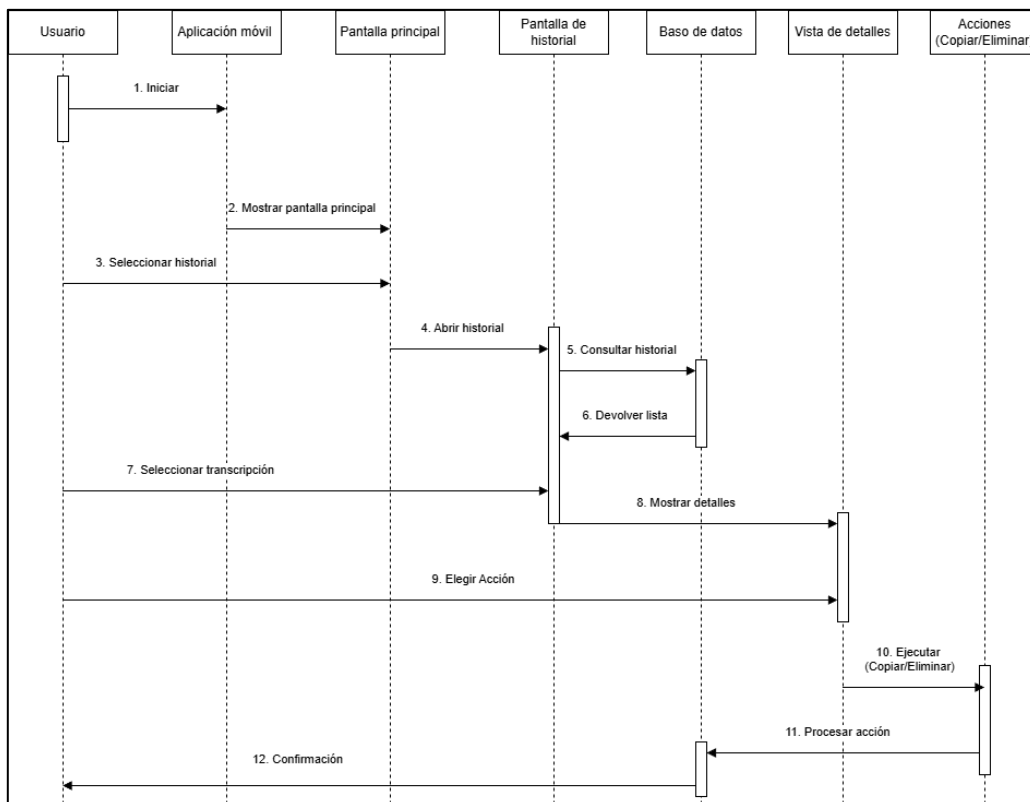 Usuario
Aplicación móvil
Pantalla principal
Pantalla de
historial
Baso de datos
Vista de detalles
Acciones
(Copiar/Eliminar)
1. Iniciar
2. Mostrar pantalla principal
3. Seleccionar historial
4. Abrir historial
5. Consultar historial
6. Devolver lista
7. Seleccionar transcripción
8. Mostrar detalles
9. Elegir Acción
10. Ejecutar
(Copiar/Eliminar)
11. Procesar acción
12. Confirmación